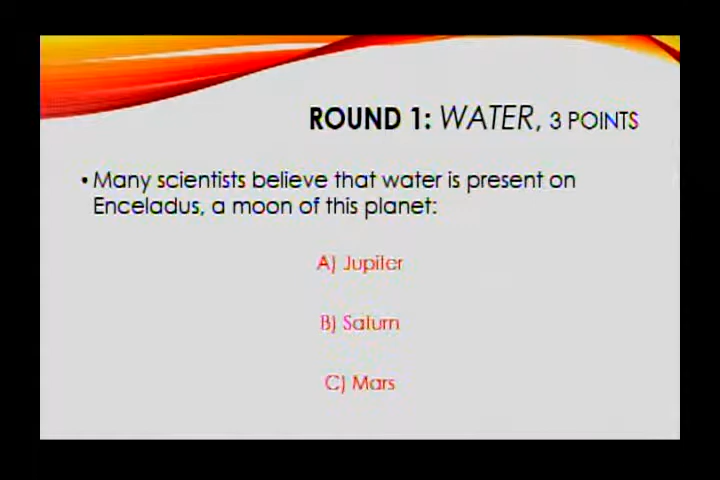 ROUND 1: WATER, 3 POINTS
• Many scientists believe that water is present on
Enceladus, a moon of this planet:
A) Jupiter
B) Saturn
C) Mars